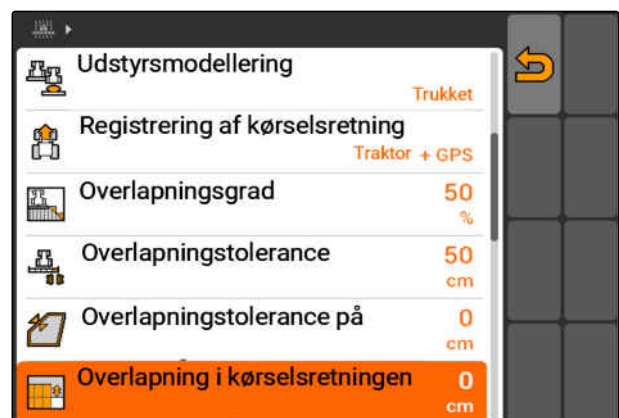 Udstyrsmodellering
Trukket
Registrering af kørselsretning
Traktor + GPS
Overlapningsgrad
50
%
Overlapningstolerance
50
cm
Overlapningstolerance på
0
cm
Overlapning i kørselsretningen
0
cm